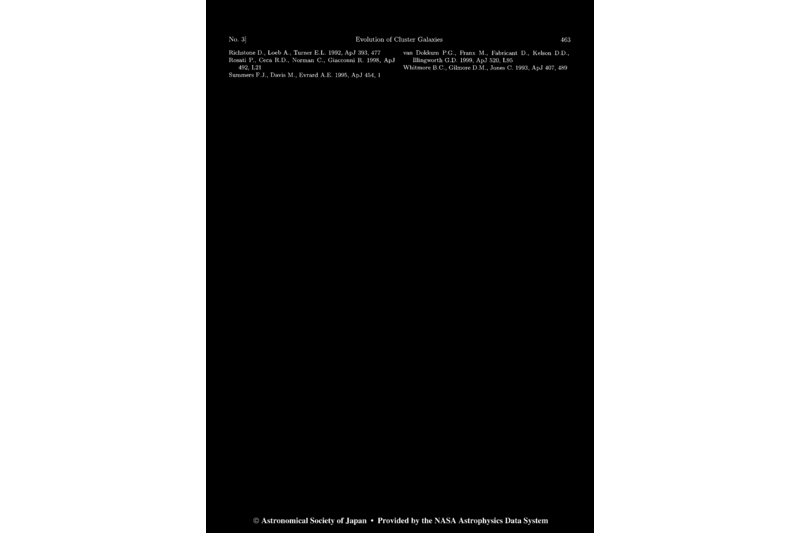 No. 3]
Evolution of Cluster Galaxies
463
Richstone D., Loeb A., Turner E.L. 1992, ApJ 393, 477
Rosati P., Ceca R.D., Norman C., Giacconni R. 1998, ApJ
492, L21
Summers F.J., Davis M., Evrard A.E. 1995, ApJ 454, 1
van Dokkum P.G., Franx M., Fabricant D., Kelson D.D.,
Illingworth G.D. 1999, ApJ 520, L95
Whitmore B.C., Gilmore D.M., Jones C. 1993, ApJ 407, 489
© Astronomical Society of Japan • Provided by the NASA Astrophysics Data System